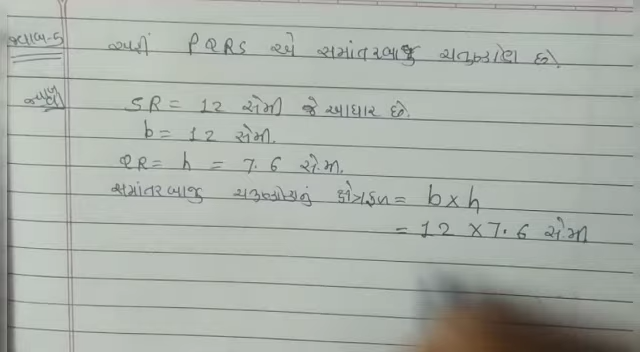 જવાબ-5 અહીં PQRS એ સમાંતરબાજુ ચતુષ્કોણ છે.
જ્યાં
SR = 12 સેમી જે આધાર છે.
b = 12 સેમી.
QR = h = 7.6 સે.મી.
સમાંતરબાજુ ચતુષ્કોણનું ક્ષેત્રફળ = b x h
= 12 x 7.6 સેમી